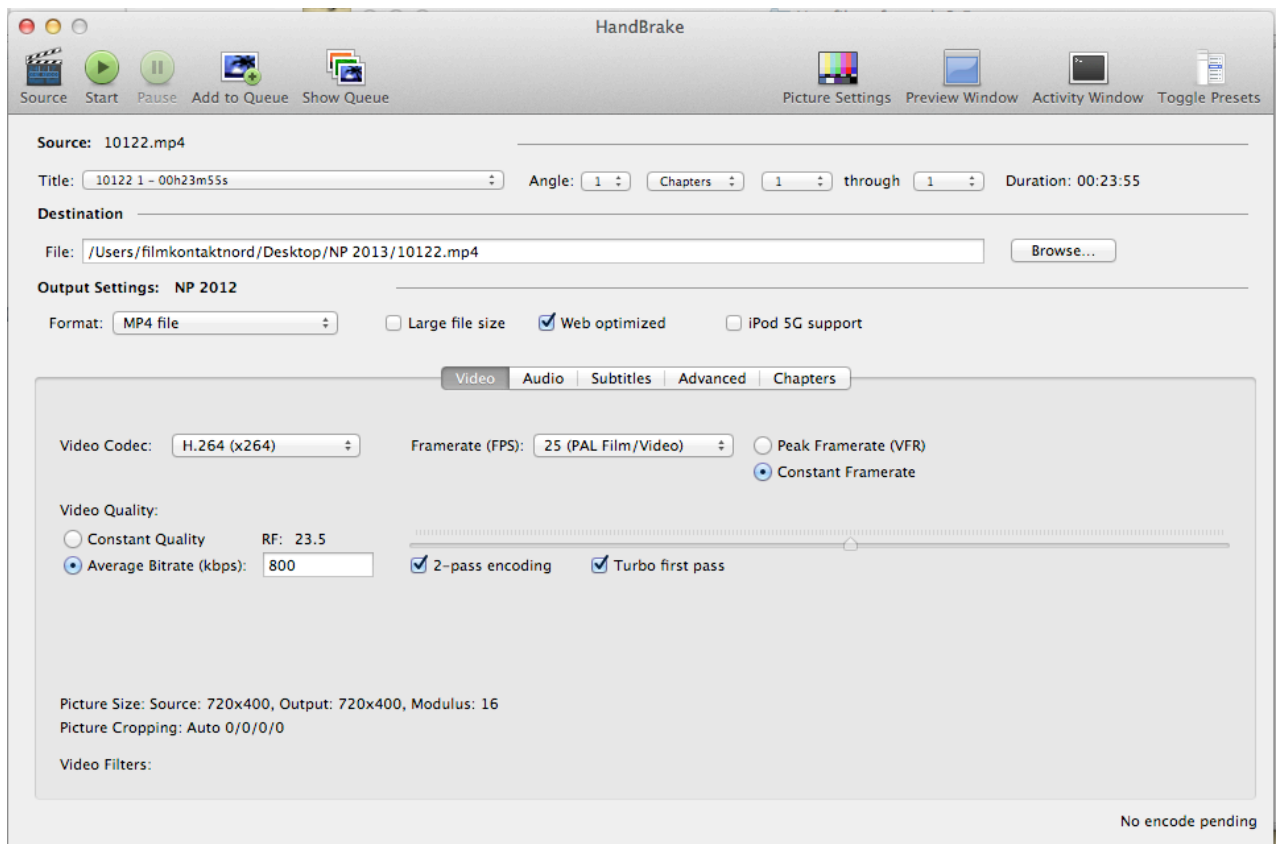 HandBrake
Source Start Pause Add to Queue Show Queue Picture Settings Preview Window Activity Window Toggle Presets
Source: 10122.mp4
Title: 10122 1 - 00h23m55s Angle: 1 Chapters 1 through 1 Duration: 00:23:55
Destination
File: /Users/filmkontaktnord/Desktop/NP 2013/10122.mp4 Browse...
Output Settings: NP 2012
Format: MP4 file Large file size Web optimized iPod 5G support
Video Audio Subtitles Advanced Chapters
Video Codec: H.264 (x264) Framerate (FPS): 25 (PAL Film/Video) Peak Framerate (VFR)
Constant Framerate
Video Quality:
Constant Quality RF: 23.5
Average Bitrate (kbps): 800 2-pass encoding Turbo first pass
Picture Size: Source: 720x400, Output: 720x400, Modulus: 16
Picture Cropping: Auto 0/0/0/0
Video Filters:
No encode pending